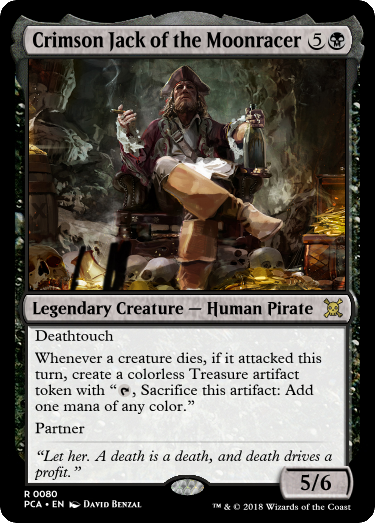 Crimson Jack of the Moonracer 5
Legendary Creature — Human Pirate
Deathtouch
Whenever a creature dies, if it attacked this
turn, create a colorless Treasure artifact
token with “, Sacrifice this artifact: Add
one mana of any color.”
Partner
“Let her. A death is a death, and death drives a
profit.”
5/6
R 0080
PCA • EN DAVID BENZAL
™ & © 2018 Wizards of the Coast